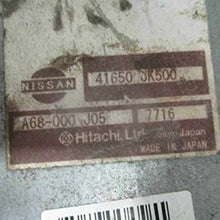 NISSAN
41650 JK500
A68-000 J05
7716
Hitachi, Ltd. Tokyo Japan
MADE IN JAPAN